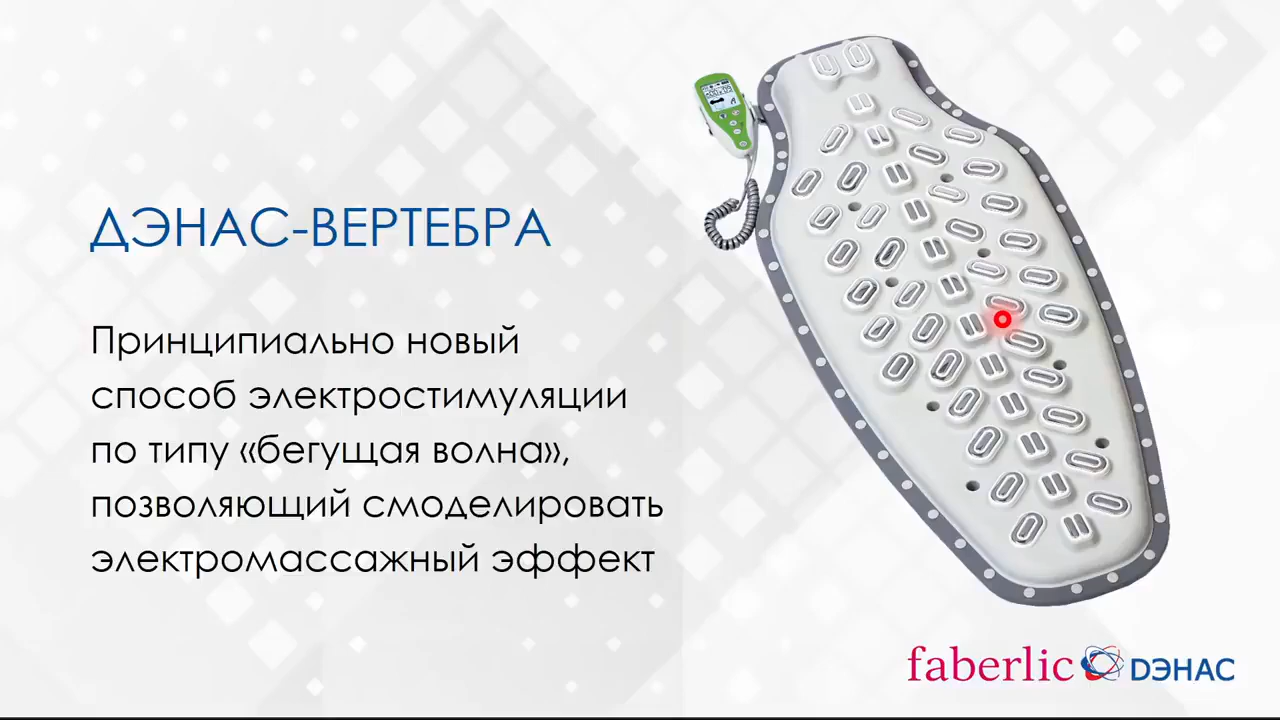 ДЭНАС-ВЕРТЕБРА
Принципиально новый
способ электростимуляции
по типу «бегущая волна»,
позволяющий смоделировать
электромассажный эффект
faberlic ДЭНАС